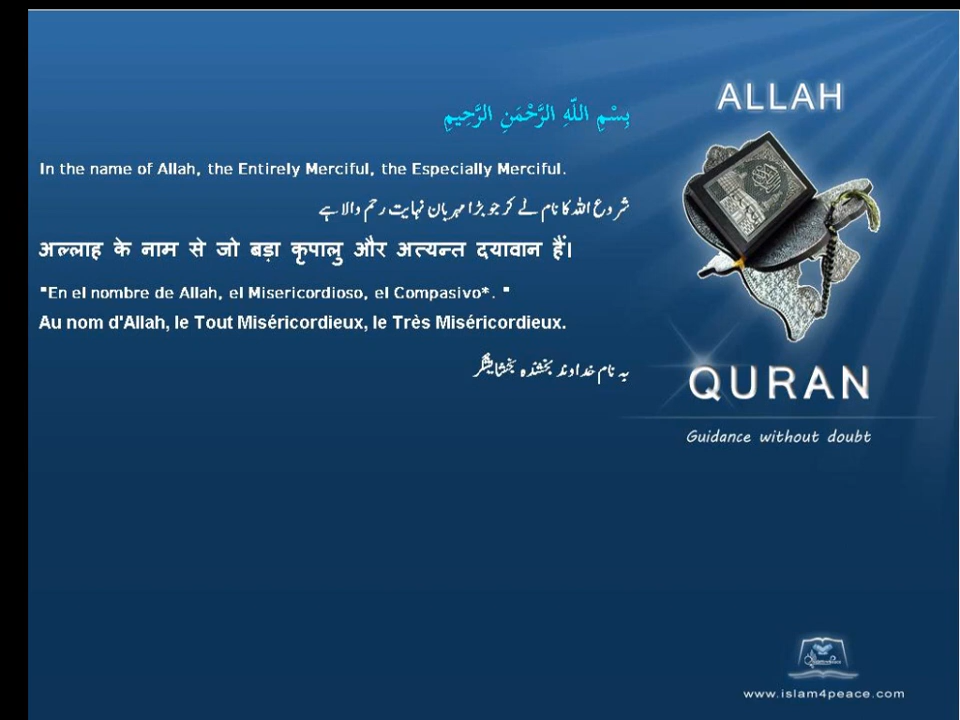 بِسْمِ اللَّهِ الرَّحْمَنِ الرَّحِيمِ
In the name of Allah, the Entirely Merciful, the Especially Merciful.
شروع اللہ کا نام لے کر جو بڑا مہربان نہایت رحم والا ہے
अल्लाह के नाम से जो बड़ा कृपालु और अत्यन्त दयावान हैं।
"En el nombre de Allah, el Misericordioso, el Compasivo*. "
Au nom d'Allah, le Tout Miséricordieux, le Très Miséricordieux.
به نام خداوند بخشنده بخشایشگر
ALLAH
QURAN
Guidance without doubt
www.islam4peace.com